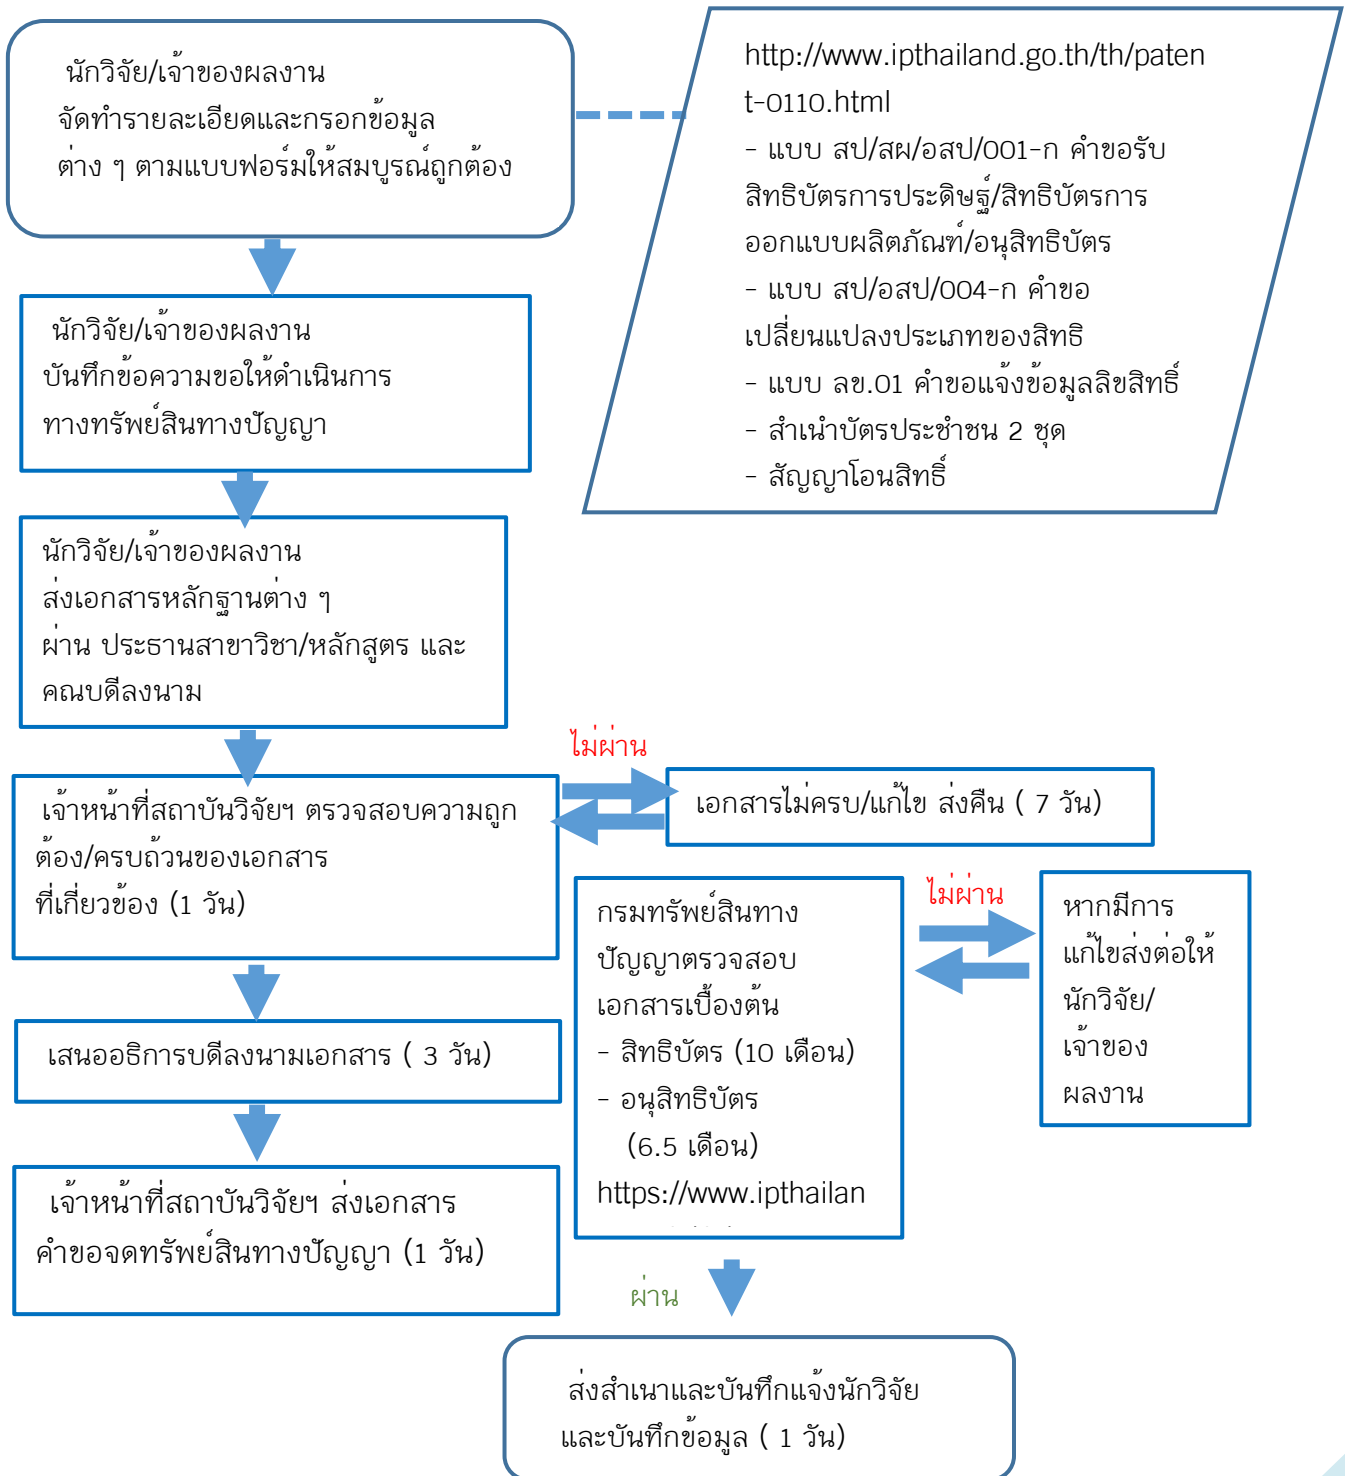 นักวิจัย/เจ้าของผลงาน
จัดทำรายละเอียดและกรอกข้อมูล
ต่าง ๆ ตามแบบฟอร์มให้สมบูรณ์ถูกต้อง
http://www.ipthailand.go.th/th/paten
t-0110.html
- แบบ สป/สผ/อสป/001-ก คำขอรับ
สิทธิบัตรการประดิษฐ์/สิทธิบัตรการ
ออกแบบผลิตภัณฑ์/อนุสิทธิบัตร
- แบบ สป/อสป/004-ก คำขอ
เปลี่ยนแปลงประเภทของสิทธิ
- แบบ ลข.01 คำขอแจ้งข้อมูลลิขสิทธิ์
- สำเนำบัตรประชำชน 2 ชุด
- สัญญาโอนสิทธิ์
นักวิจัย/เจ้าของผลงาน
บันทึกข้อความขอให้ดำเนินการ
ทางทรัพย์สินทางปัญญา
นักวิจัย/เจ้าของผลงาน
ส่งเอกสารหลักฐานต่าง ๆ
ผ่าน ประธานสาขาวิชา/หลักสูตร และ
คณบดีลงนาม
ไม่ผ่าน
เจ้าหน้าที่สถาบันวิจัยฯ ตรวจสอบความถูก
ต้อง/ครบถ้วนของเอกสาร
ที่เกี่ยวข้อง (1 วัน)
เอกสารไม่ครบ/แก้ไข ส่งคืน ( 7 วัน)
กรมทรัพย์สินทาง
ปัญญาตรวจสอบ
เอกสารเบื้องต้น
- สิทธิบัตร (10 เดือน)
- อนุสิทธิบัตร
(6.5 เดือน)
https://www.ipthailan
ไม่ผ่าน
หากมีการ
แก้ไขส่งต่อให้
นักวิจัย/
เจ้าของ
ผลงาน
เสนออธิการบดีลงนามเอกสาร ( 3 วัน)
เจ้าหน้าที่สถาบันวิจัยฯ ส่งเอกสาร
คำขอจดทรัพย์สินทางปัญญา (1 วัน)
ผ่าน
ส่งสำเนาและบันทึกแจ้งนักวิจัย
และบันทึกข้อมูล ( 1 วัน)